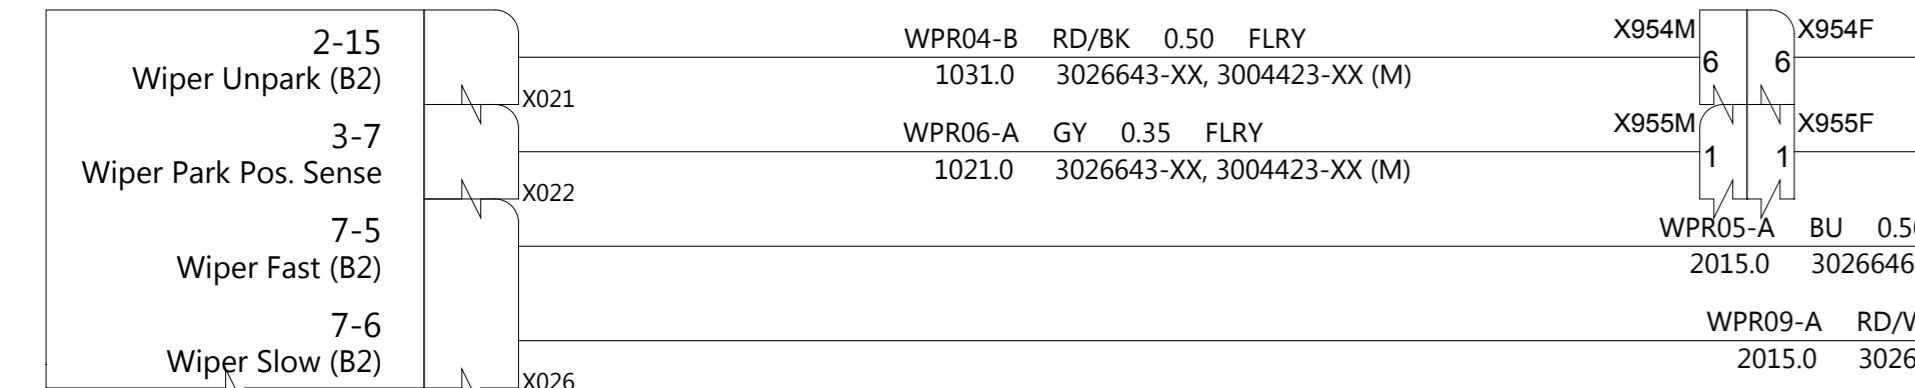 2-15
Wiper Unpark (B2)
X021
WPR04-B RD/BK 0.50 FLRY
1031.0 3026643-XX, 3004423-XX (M)
X954M
6
6
X954F
3-7
Wiper Park Pos. Sense
X022
WPR06-A GY 0.35 FLRY
1021.0 3026643-XX, 3004423-XX (M)
X955M
1
1
X955F
7-5
Wiper Fast (B2)
WPR05-A BU
2015.0 3026646
7-6
Wiper Slow (B2)
X026
WPR09-A
2015.0